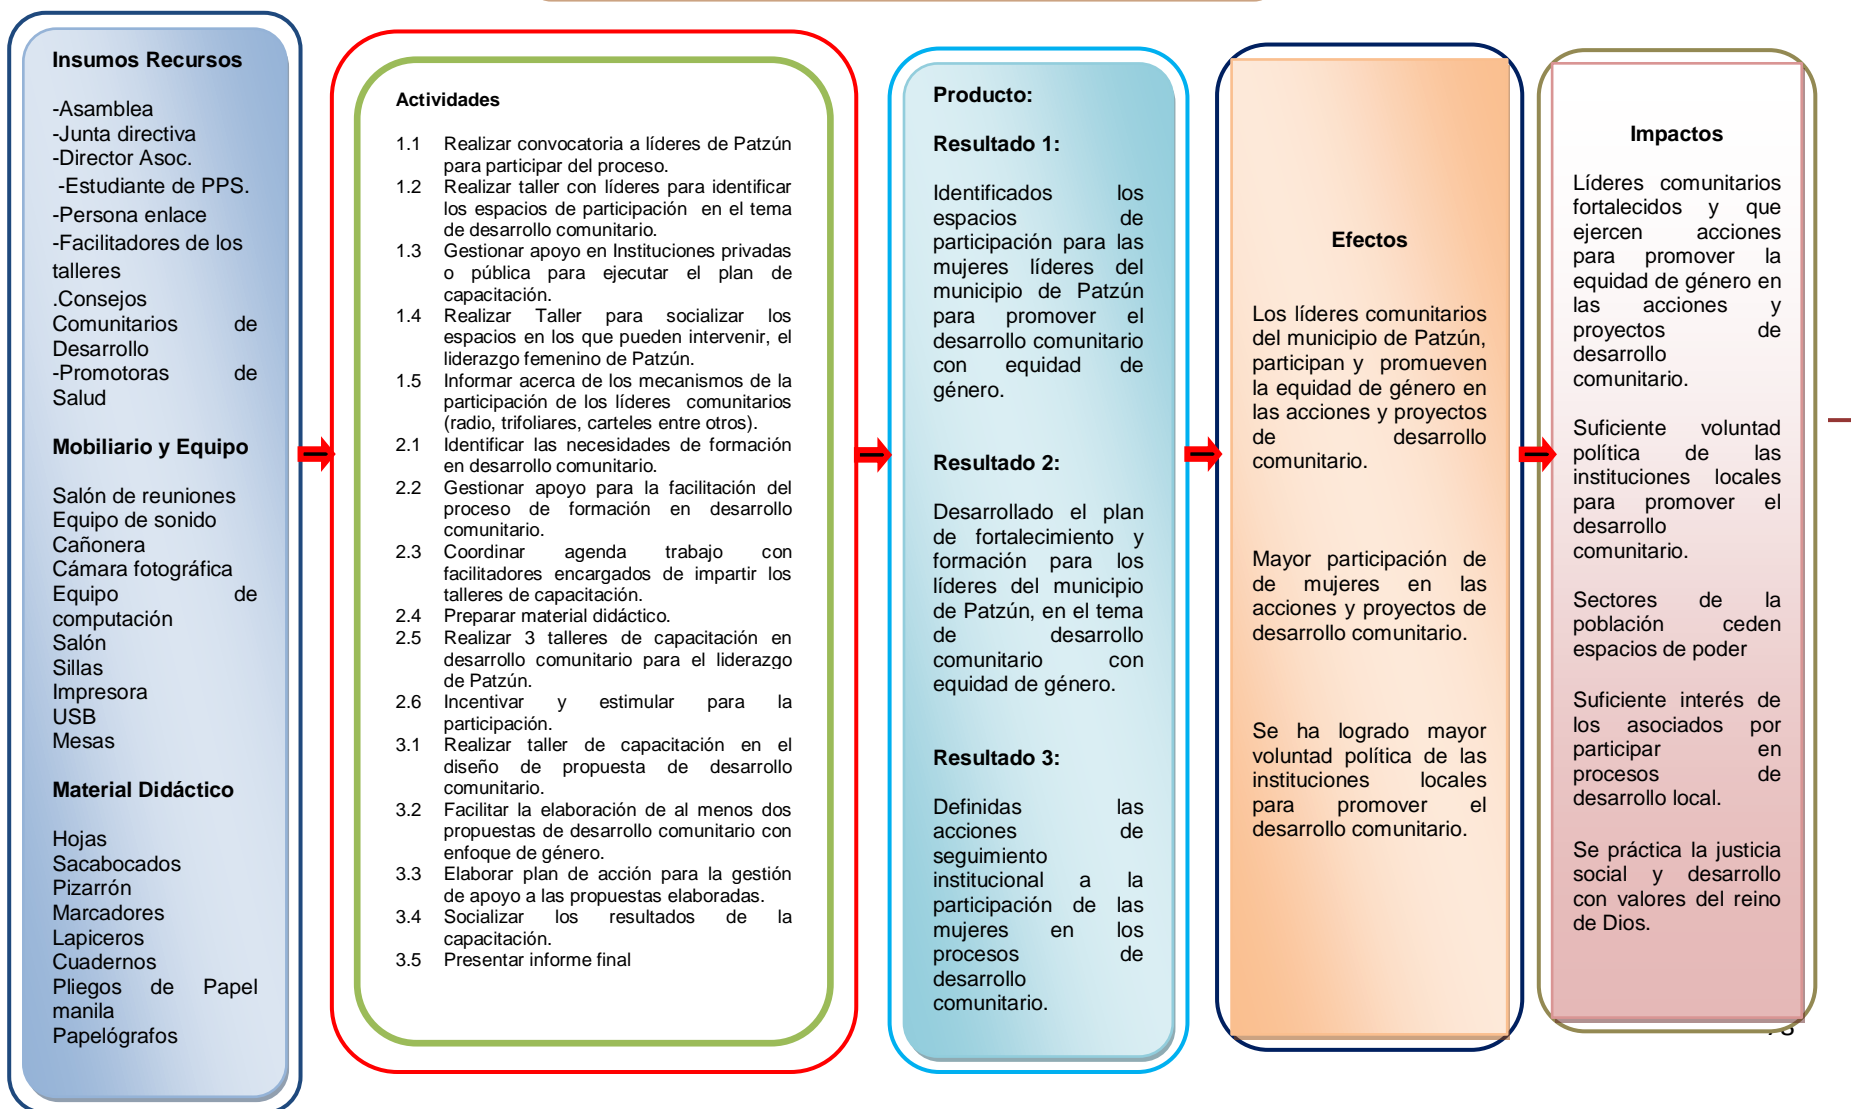 Insumos Recursos
-Asamblea
-Junta directiva
-Director Asoc.
-Estudiante de PPS.
-Persona enlace
-Facilitadores de los
talleres
.Consejos
Comunitarios de
Desarrollo
-Promotoras de
Salud
Mobiliario y Equipo
Salón de reuniones
Equipo de sonido
Cañonera
Cámara fotográfica
Equipo de
computación
Salón
Sillas
Impresora
USB
Mesas
Material Didáctico
Hojas
Sacabocados
Pizarrón
Marcadores
Lapiceros
Cuadernos
Pliegos de Papel
manila
Papelógrafos
Actividades
1.1 Realizar convocatoria a líderes de Patzún
para participar del proceso.
1.2 Realizar taller con líderes para identificar
los espacios de participación en el tema
de desarrollo comunitario.
1.3 Gestionar apoyo en Instituciones privadas
o pública para ejecutar el plan de
capacitación.
1.4 Realizar Taller para socializar los
espacios en los que pueden intervenir, el
liderazgo femenino de Patzún.
1.5 Informar acerca de los mecanismos de la
participación de los líderes comunitarios
(radio, trifoliares, carteles entre otros).
2.1 Identificar las necesidades de formación
en desarrollo comunitario.
2.2 Gestionar apoyo para la facilitación del
proceso de formación en desarrollo
comunitario.
2.3 Coordinar agenda trabajo con
facilitadores encargados de impartir los
talleres de capacitación.
2.4 Preparar material didáctico.
2.5 Realizar 3 talleres de capacitación en
desarrollo comunitario para el liderazgo
de Patzún.
2.6 Incentivar y estimular para la
participación.
3.1 Realizar taller de capacitación en el
diseño de propuesta de desarrollo
comunitario.
3.2 Facilitar la elaboración de al menos dos
propuestas de desarrollo comunitario con
enfoque de género.
3.3 Elaborar plan de acción para la gestión
de apoyo a las propuestas elaboradas.
3.4 Socializar los resultados de la
capacitación.
3.5 Presentar informe final
Producto:
Resultado 1:
Identificados los
espacios de
participación para las
mujeres líderes del
municipio de Patzún
para promover el
desarrollo comunitario
con equidad de
género.
Resultado 2:
Desarrollado el plan
de fortalecimiento y
formación para los
líderes del municipio
de Patzún, en el tema
de desarrollo
comunitario con
equidad de género.
Resultado 3:
Definidas las
acciones de
seguimiento
institucional a la
participación de las
mujeres en los
procesos de
desarrollo
comunitario.
Efectos
Los líderes comunitarios
del municipio de Patzún,
participan y promueven
la equidad de género en
las acciones y proyectos
de desarrollo
comunitario.
Mayor participación de
de mujeres en las
acciones y proyectos de
desarrollo comunitario.
Se ha logrado mayor
voluntad política de las
instituciones locales
para promover el
desarrollo comunitario.
Impactos
Líderes comunitarios
fortalecidos y que
ejercen acciones
para promover la
equidad de género en
las acciones y
proyectos de
desarrollo
comunitario.
Suficiente voluntad
política de las
instituciones locales
para promover el
desarrollo
comunitario.
Sectores de la
población ceden
espacios de poder
Suficiente interés de
los asociados por
participar en
procesos de
desarrollo local.
Se práctica la justicia
social y desarrollo
con valores del reino
de Dios.